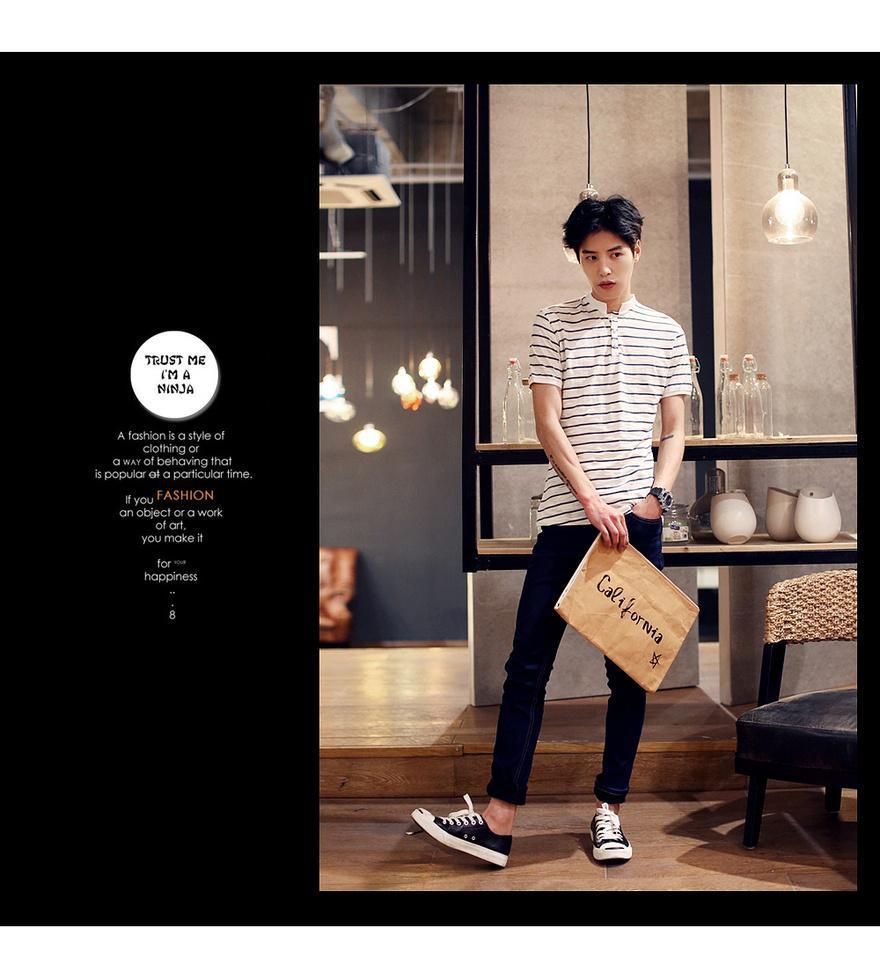 TRUST ME
I'M A
NINJA
A fashion is a style of
clothing or
a WAY of behaving that
is popular at a particular time.
If you FASHION
an object or a work
of art,
you make it
for YOUR
happiness
..
.
8
California